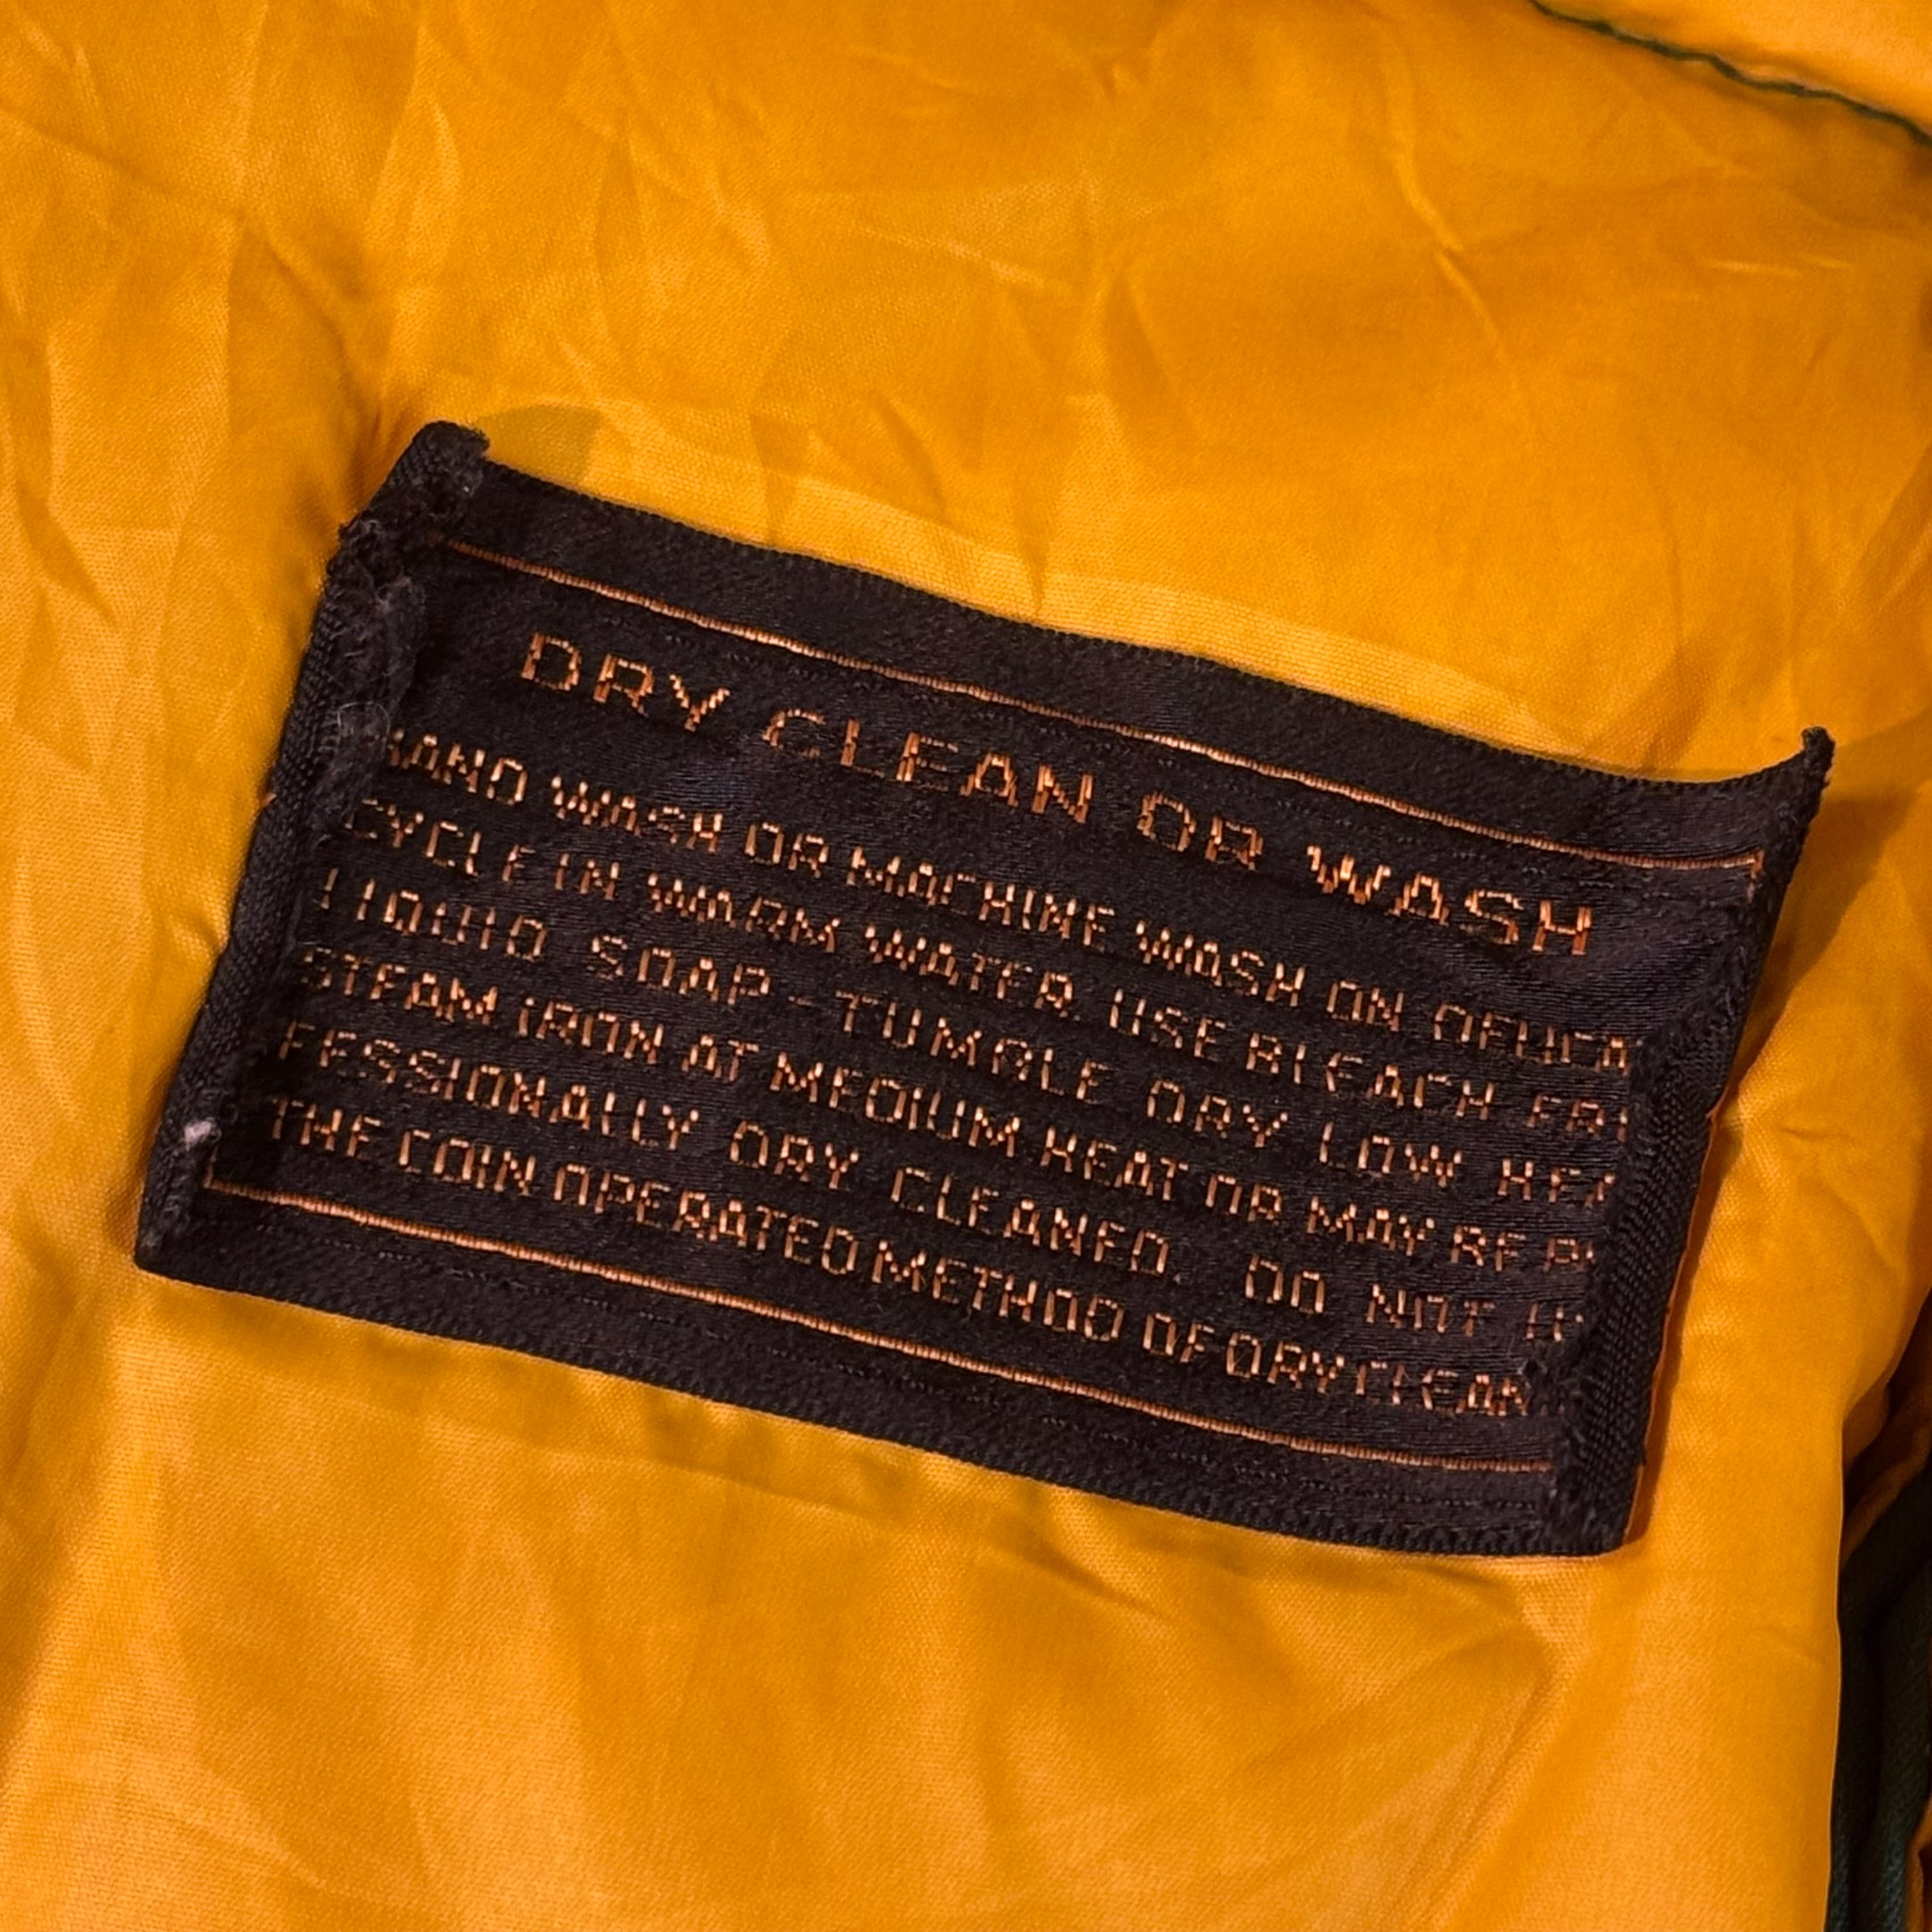 DRY CLEAN OR WASH
HAND WASH OR MACHINE WASH ON DELICA
CYCLE IN WARM WATER USE BLEACH FR
LIQUID SOAP - TUMBLE DRY LOW HEA
STEAM IRON AT MEDIUM HEAT OR MAY BE P
FESSIONALLY DRY CLEANED. DO NOT U
THE COIN OPERATED METHOD OF DRY CLEAN